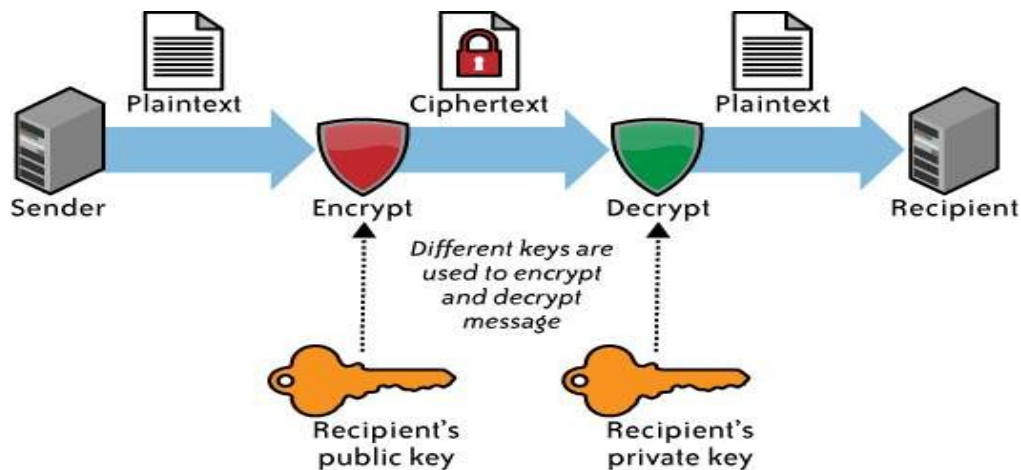 Plaintext
Ciphertext
Plaintext
Sender
Encrypt
Decrypt
Recipient
Different keys are
used to encrypt
and decrypt
message
Recipient's
public key
Recipient's
private key